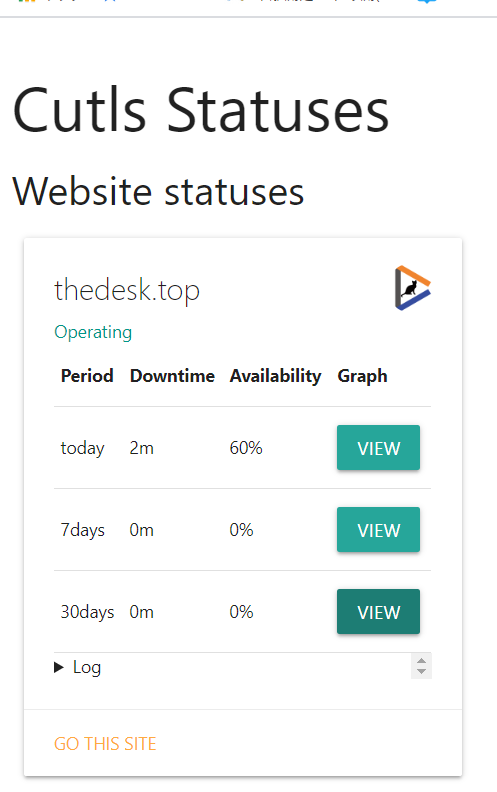 Cutls Statuses
Website statuses
thedesk.top
Operating
Period Downtime Availability Graph
today 2m 60% VIEW
7days 0m 0% VIEW
30days 0m 0% VIEW
Log
GO THIS SITE